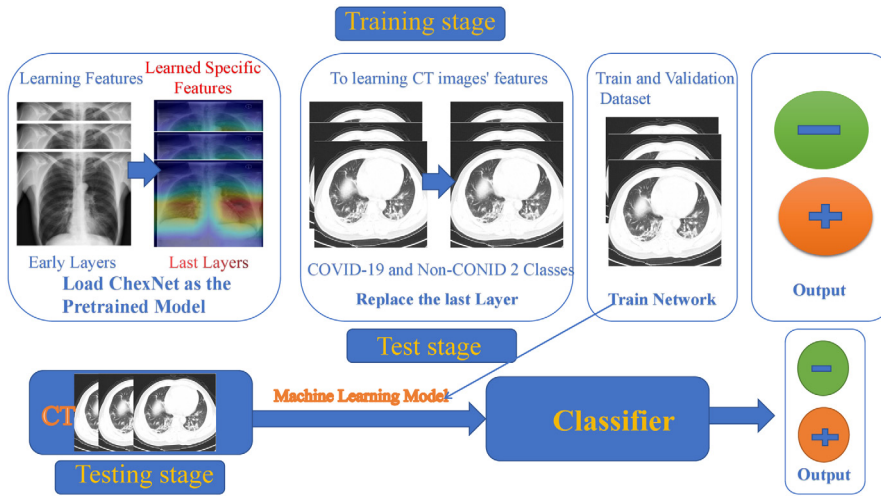 Training stage
Learning Features
Learned Specific
Features
Early Layers
Last Layers
Load ChexNet as the
Pretrained Model
To learning CT images' features
COVID-19 and Non-CONID 2 Classes
Replace the last Layer
Train and Validation
Dataset
Train Network
Output
Test stage
CT
Machine Learning Model
Classifier
Output
Testing stage